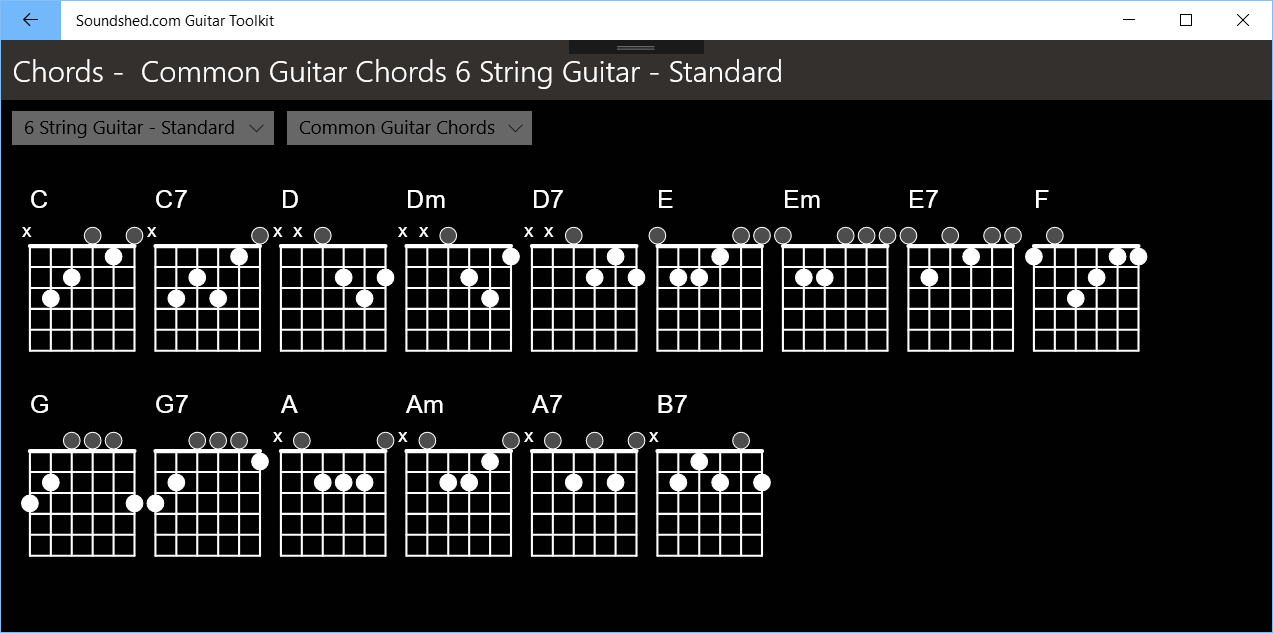 Soundshed.com Guitar Toolkit
Chords - Common Guitar Chords 6 String Guitar - Standard
6 String Guitar - Standard Common Guitar Chords
C C7 D Dm D7 E Em E7 F
x x x x x x x x
G G7 A Am A7 B7
x x x x